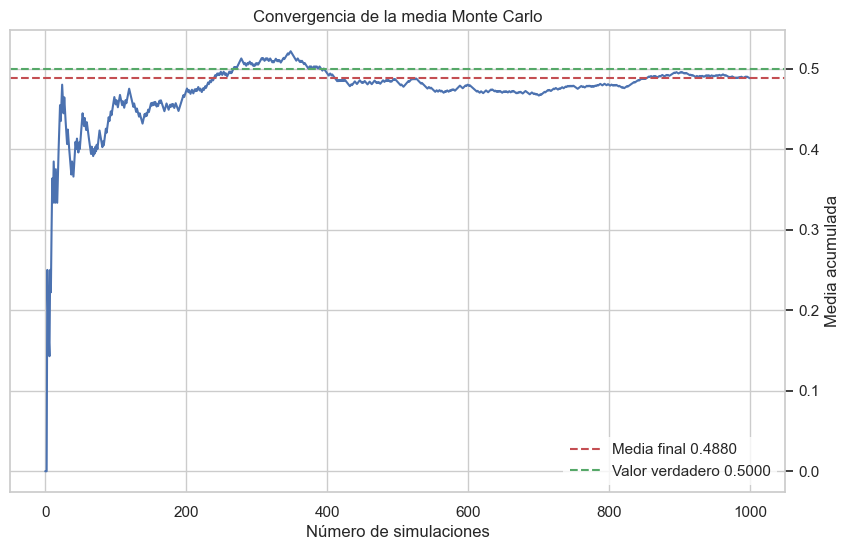 Convergencia de la media Monte Carlo
0.5
0.4
0.3
0.2
0.1
0.0
Media acumulada
Media final 0.4880
Valor verdadero 0.5000
0 200 400 600 800 1000
Número de simulaciones